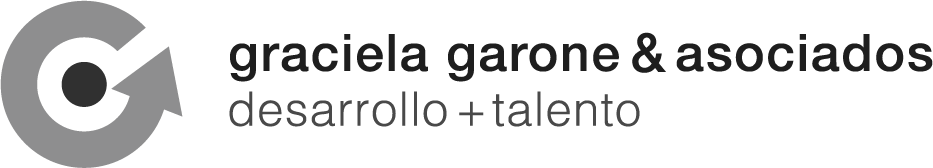 graciela garone & asociados
desarrollo + talento